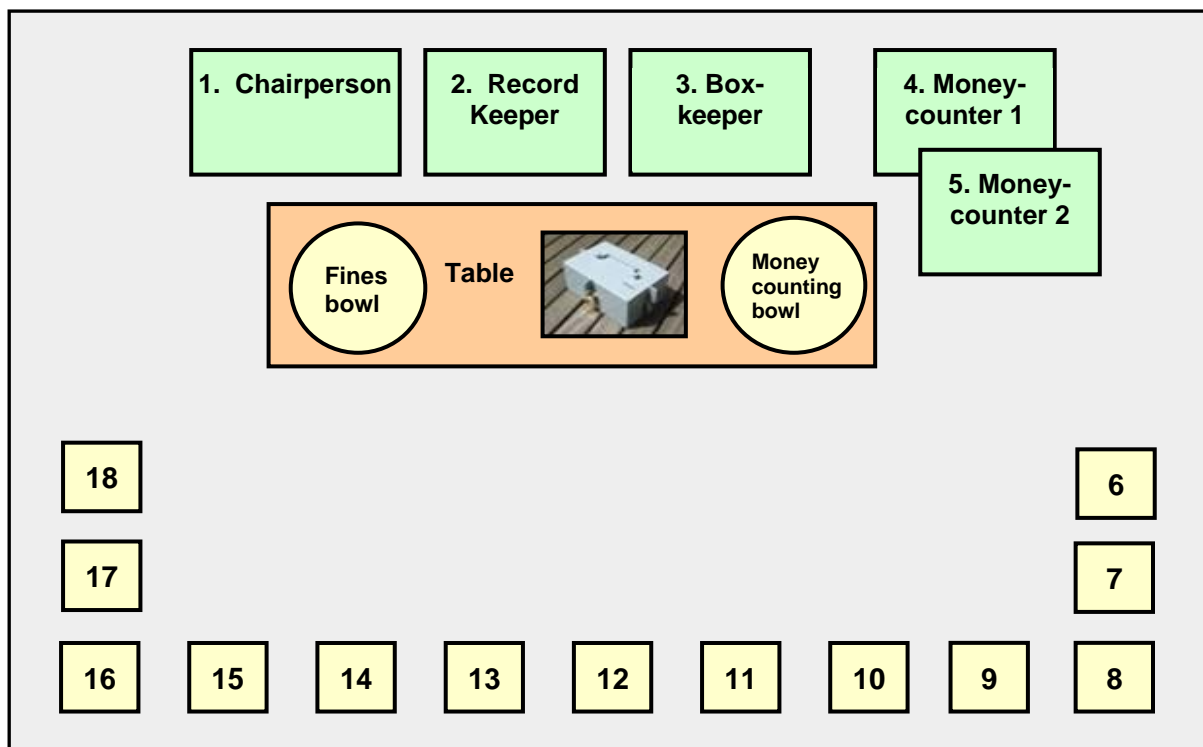 1. Chairperson
2. Record
Keeper
3. Box-
keeper
4. Money-
counter 1
5. Money-
counter 2
Fines
bowl
Table
Money
counting
bowl
18
6
17
7
16
15
14
13
12
11
10
9
8